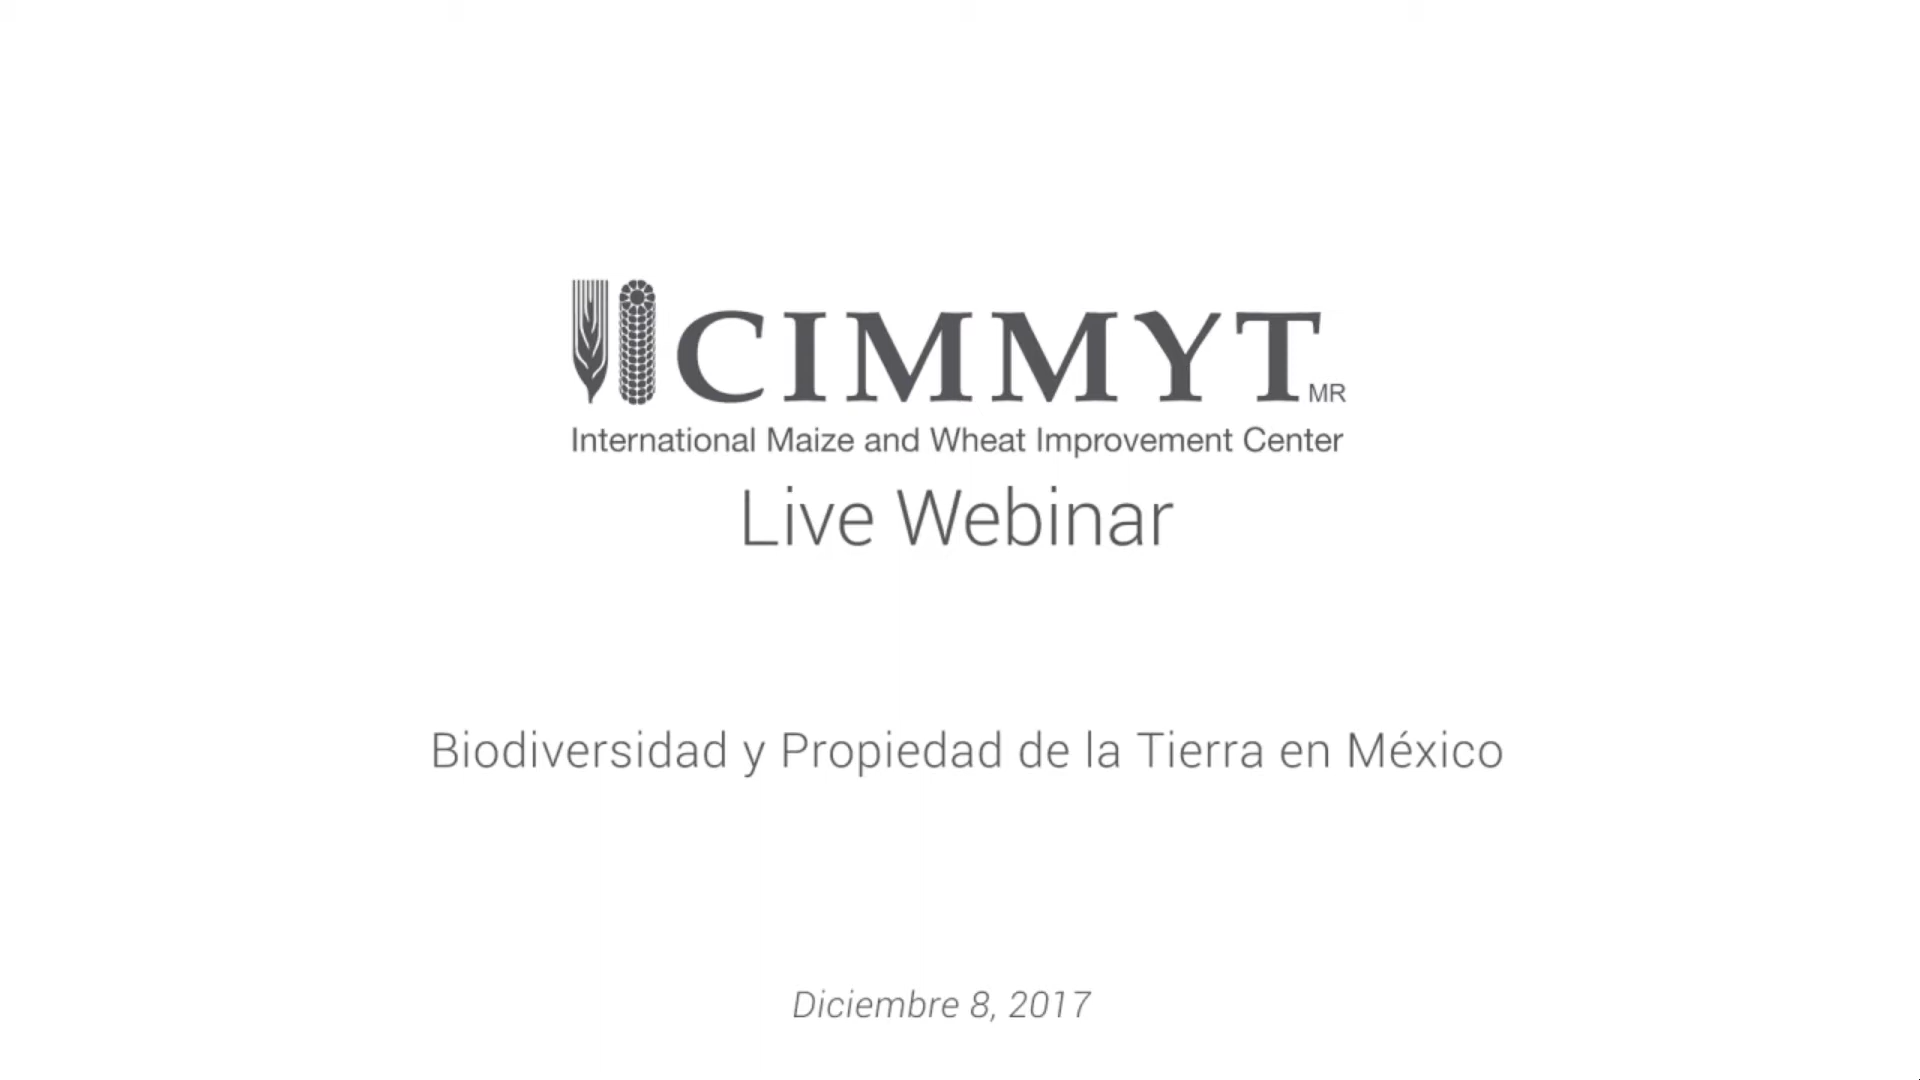 CIMMYT MR
International Maize and Wheat Improvement Center
Live Webinar
Biodiversidad y Propiedad de la Tierra en México
Diciembre 8, 2017